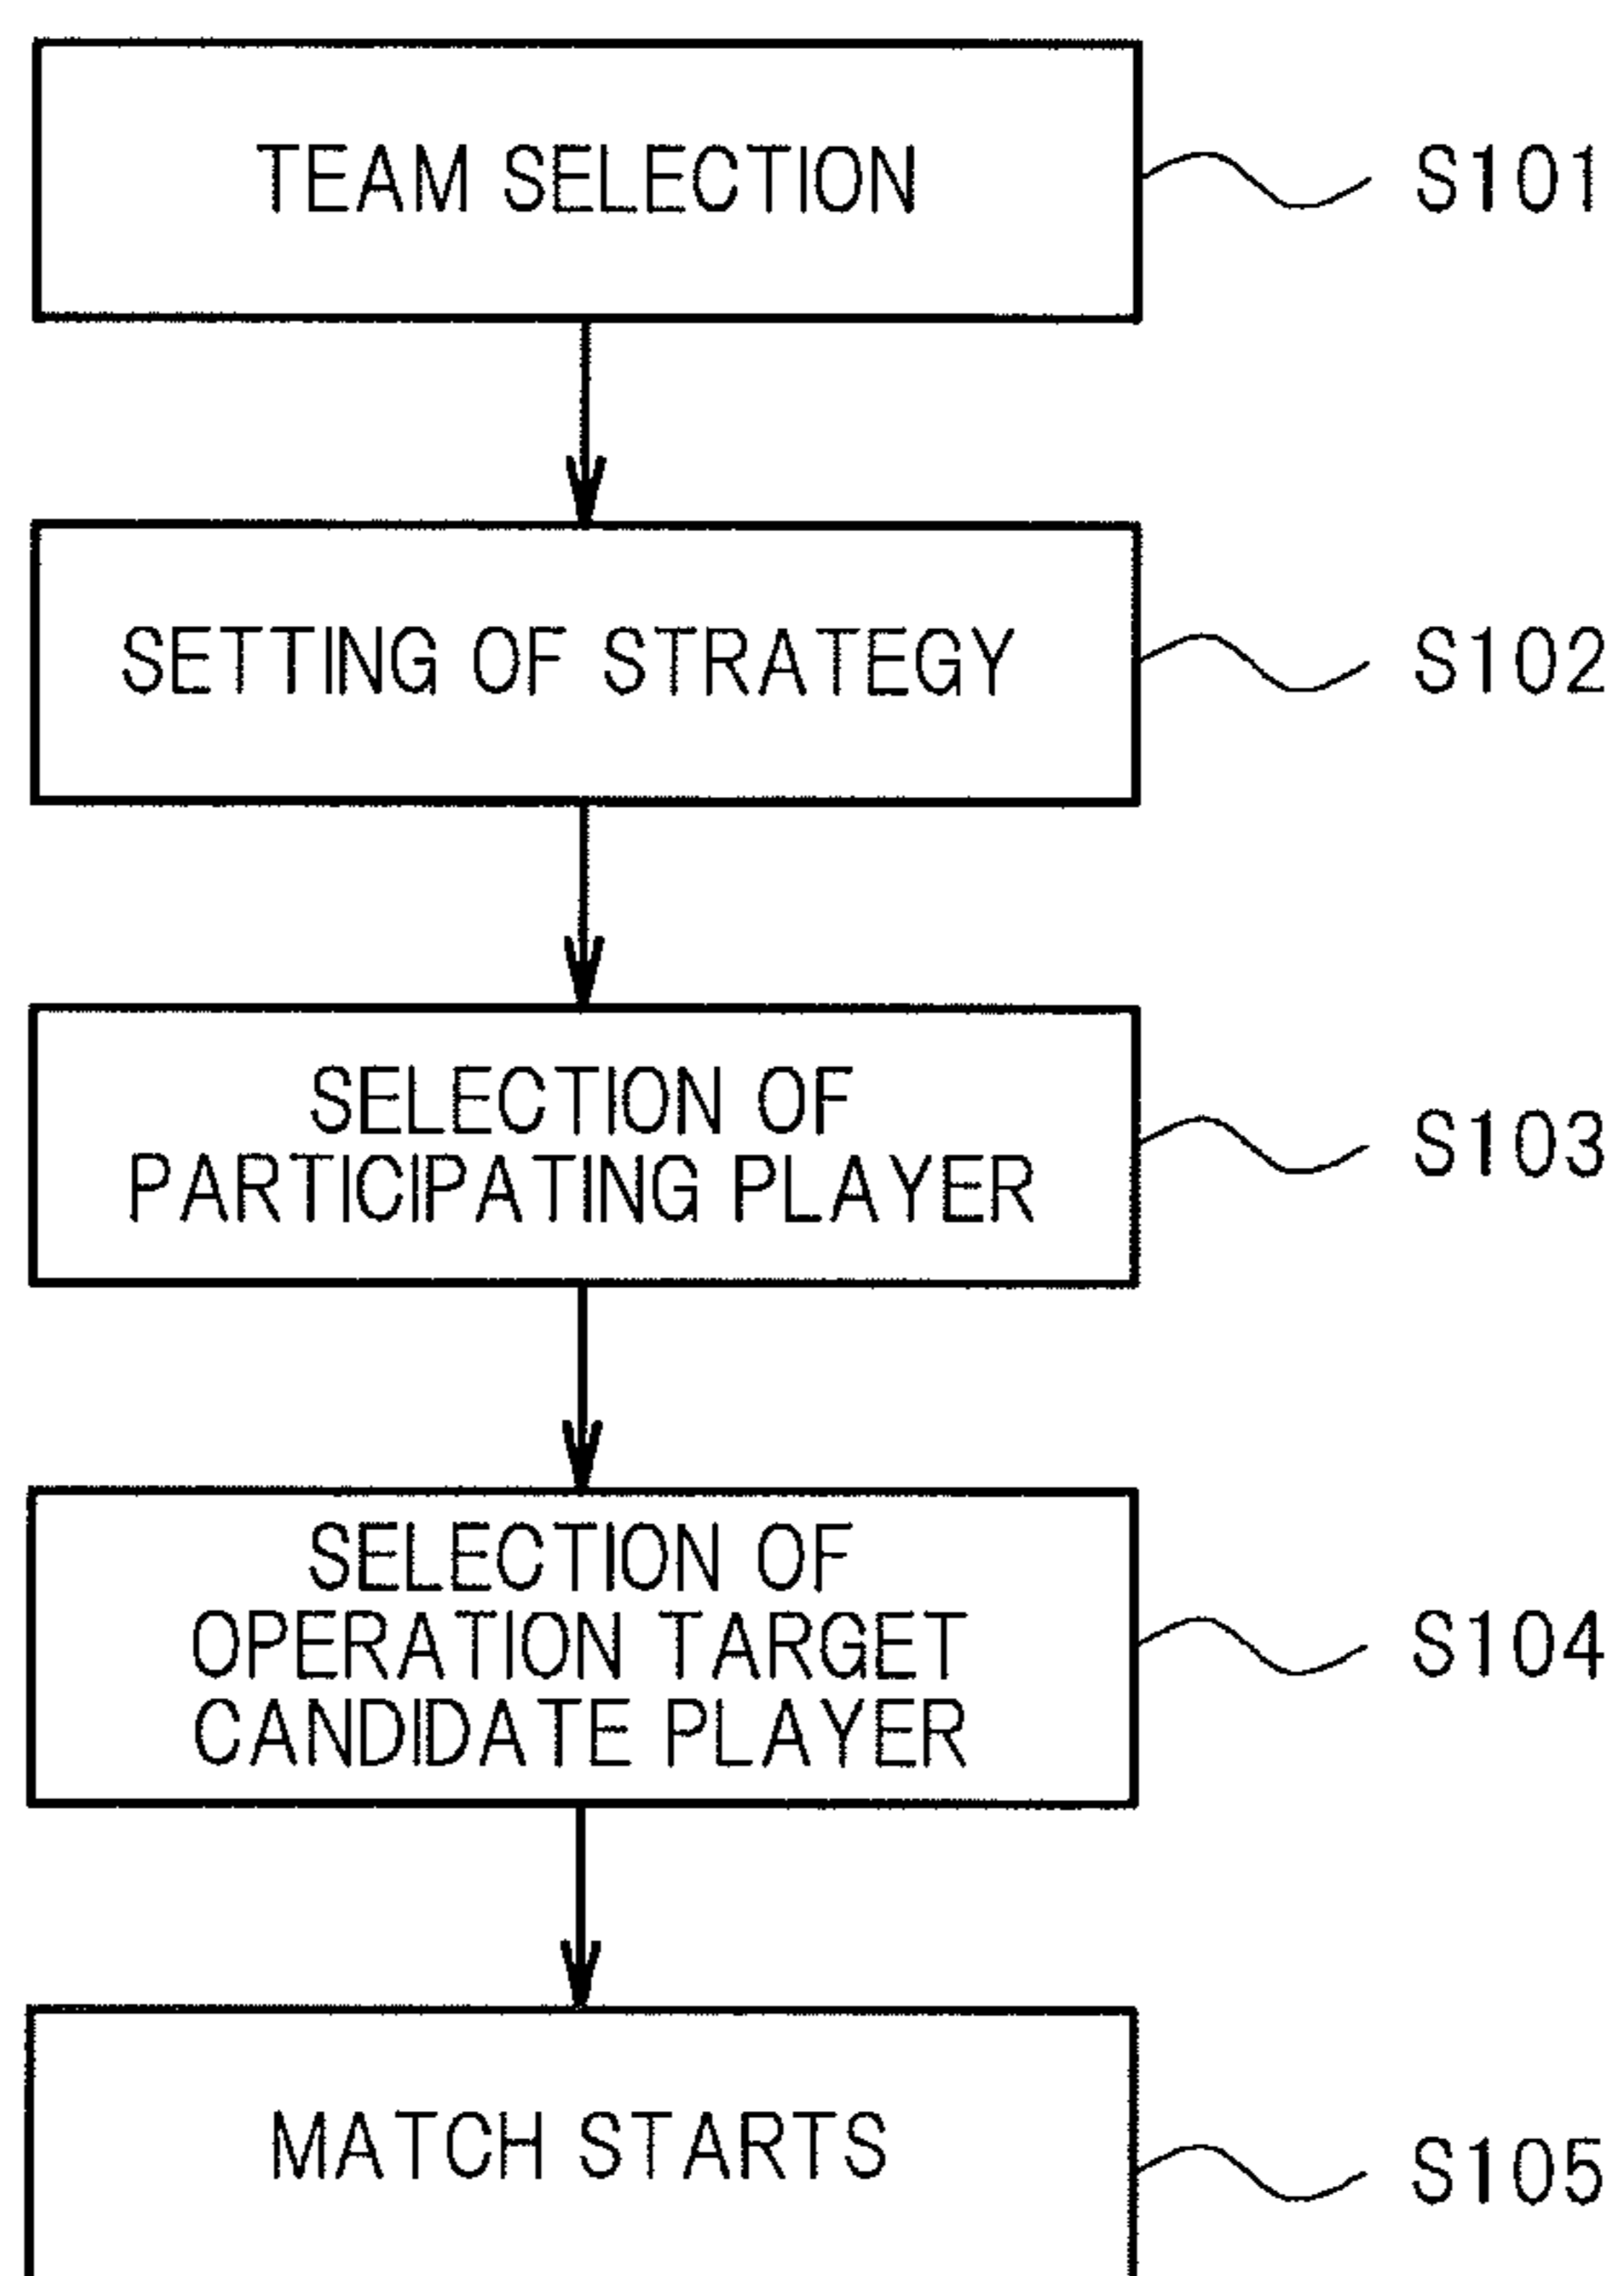 TEAM SELECTION
S101
SETTING OF STRATEGY
S102
SELECTION OF
PARTICIPATING PLAYER
S103
SELECTION OF
OPERATION TARGET
CANDIDATE PLAYER
S104
MATCH STARTS
S105